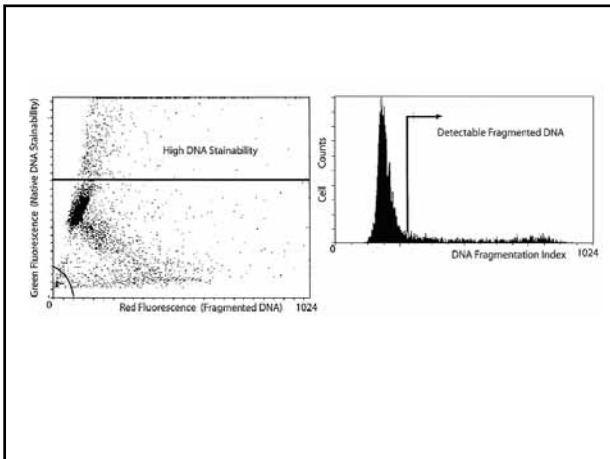 Green Fluorescence (Native DNA Stainability)
High DNA Stainability
0
Red Fluorescence (Fragmented DNA)
1024
Cell Counts
Detectable Fragmented DNA
0
DNA Fragmentation Index
1024